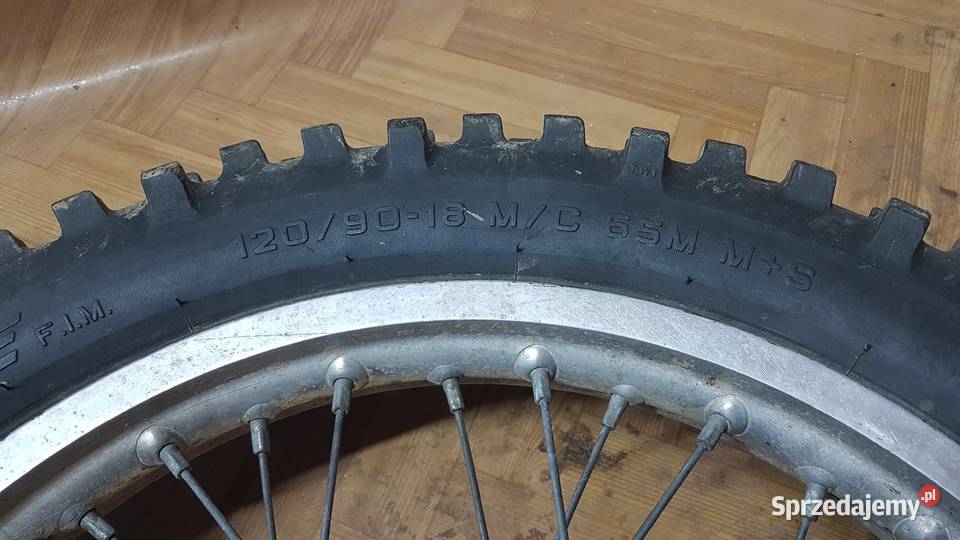 TWI
120/90-18 M/C 65M M+S
F.I.M.
Sprzedajemy.pl